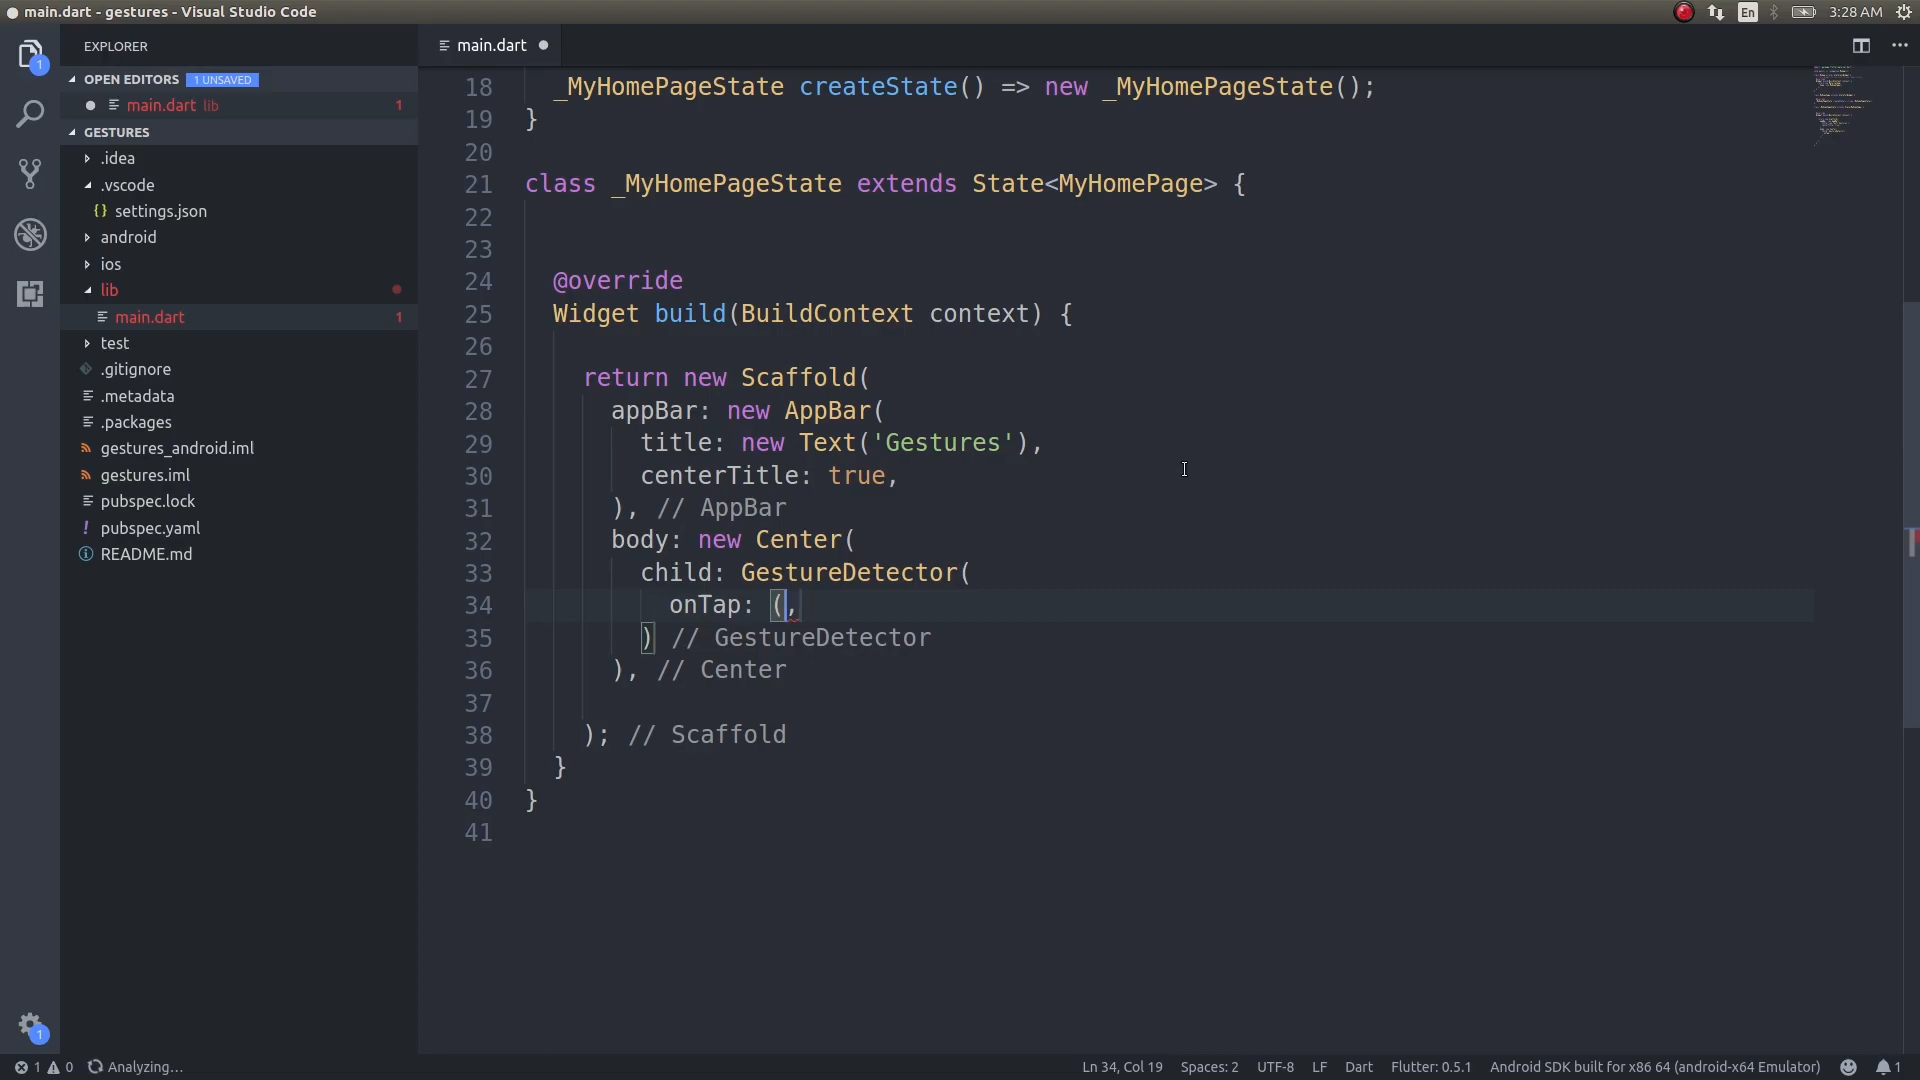 main.dart - gestures - Visual Studio Code
En
3:28 AM
EXPLORER
OPEN EDITORS 1 UNSAVED
main.dart lib 1
GESTURES
.idea
.vscode
{} settings.json
android
ios
lib
main.dart 1
test
.gitignore
.metadata
.packages
gestures_android.iml
gestures.iml
pubspec.lock
! pubspec.yaml
README.md
1
1
main.dart
18 _MyHomePageState createState() => new _MyHomePageState();
19 }
20
21 class _MyHomePageState extends State<MyHomePage> {
22
23
24 @override
25 Widget build(BuildContext context) {
26
27 return new Scaffold(
28 appBar: new AppBar(
29 title: new Text('Gestures'),
30 centerTitle: true,
31 ), // AppBar
32 body: new Center(
33 child: GestureDetector(
34 onTap: (,
35 ) // GestureDetector
36 ), // Center
37
38 ); // Scaffold
39 }
40 }
41
1 0 Analyzing...
Ln 34, Col 19 Spaces: 2 UTF-8 LF Dart Flutter: 0.5.1 Android SDK built for x86 64 (android-x64 Emulator) 1